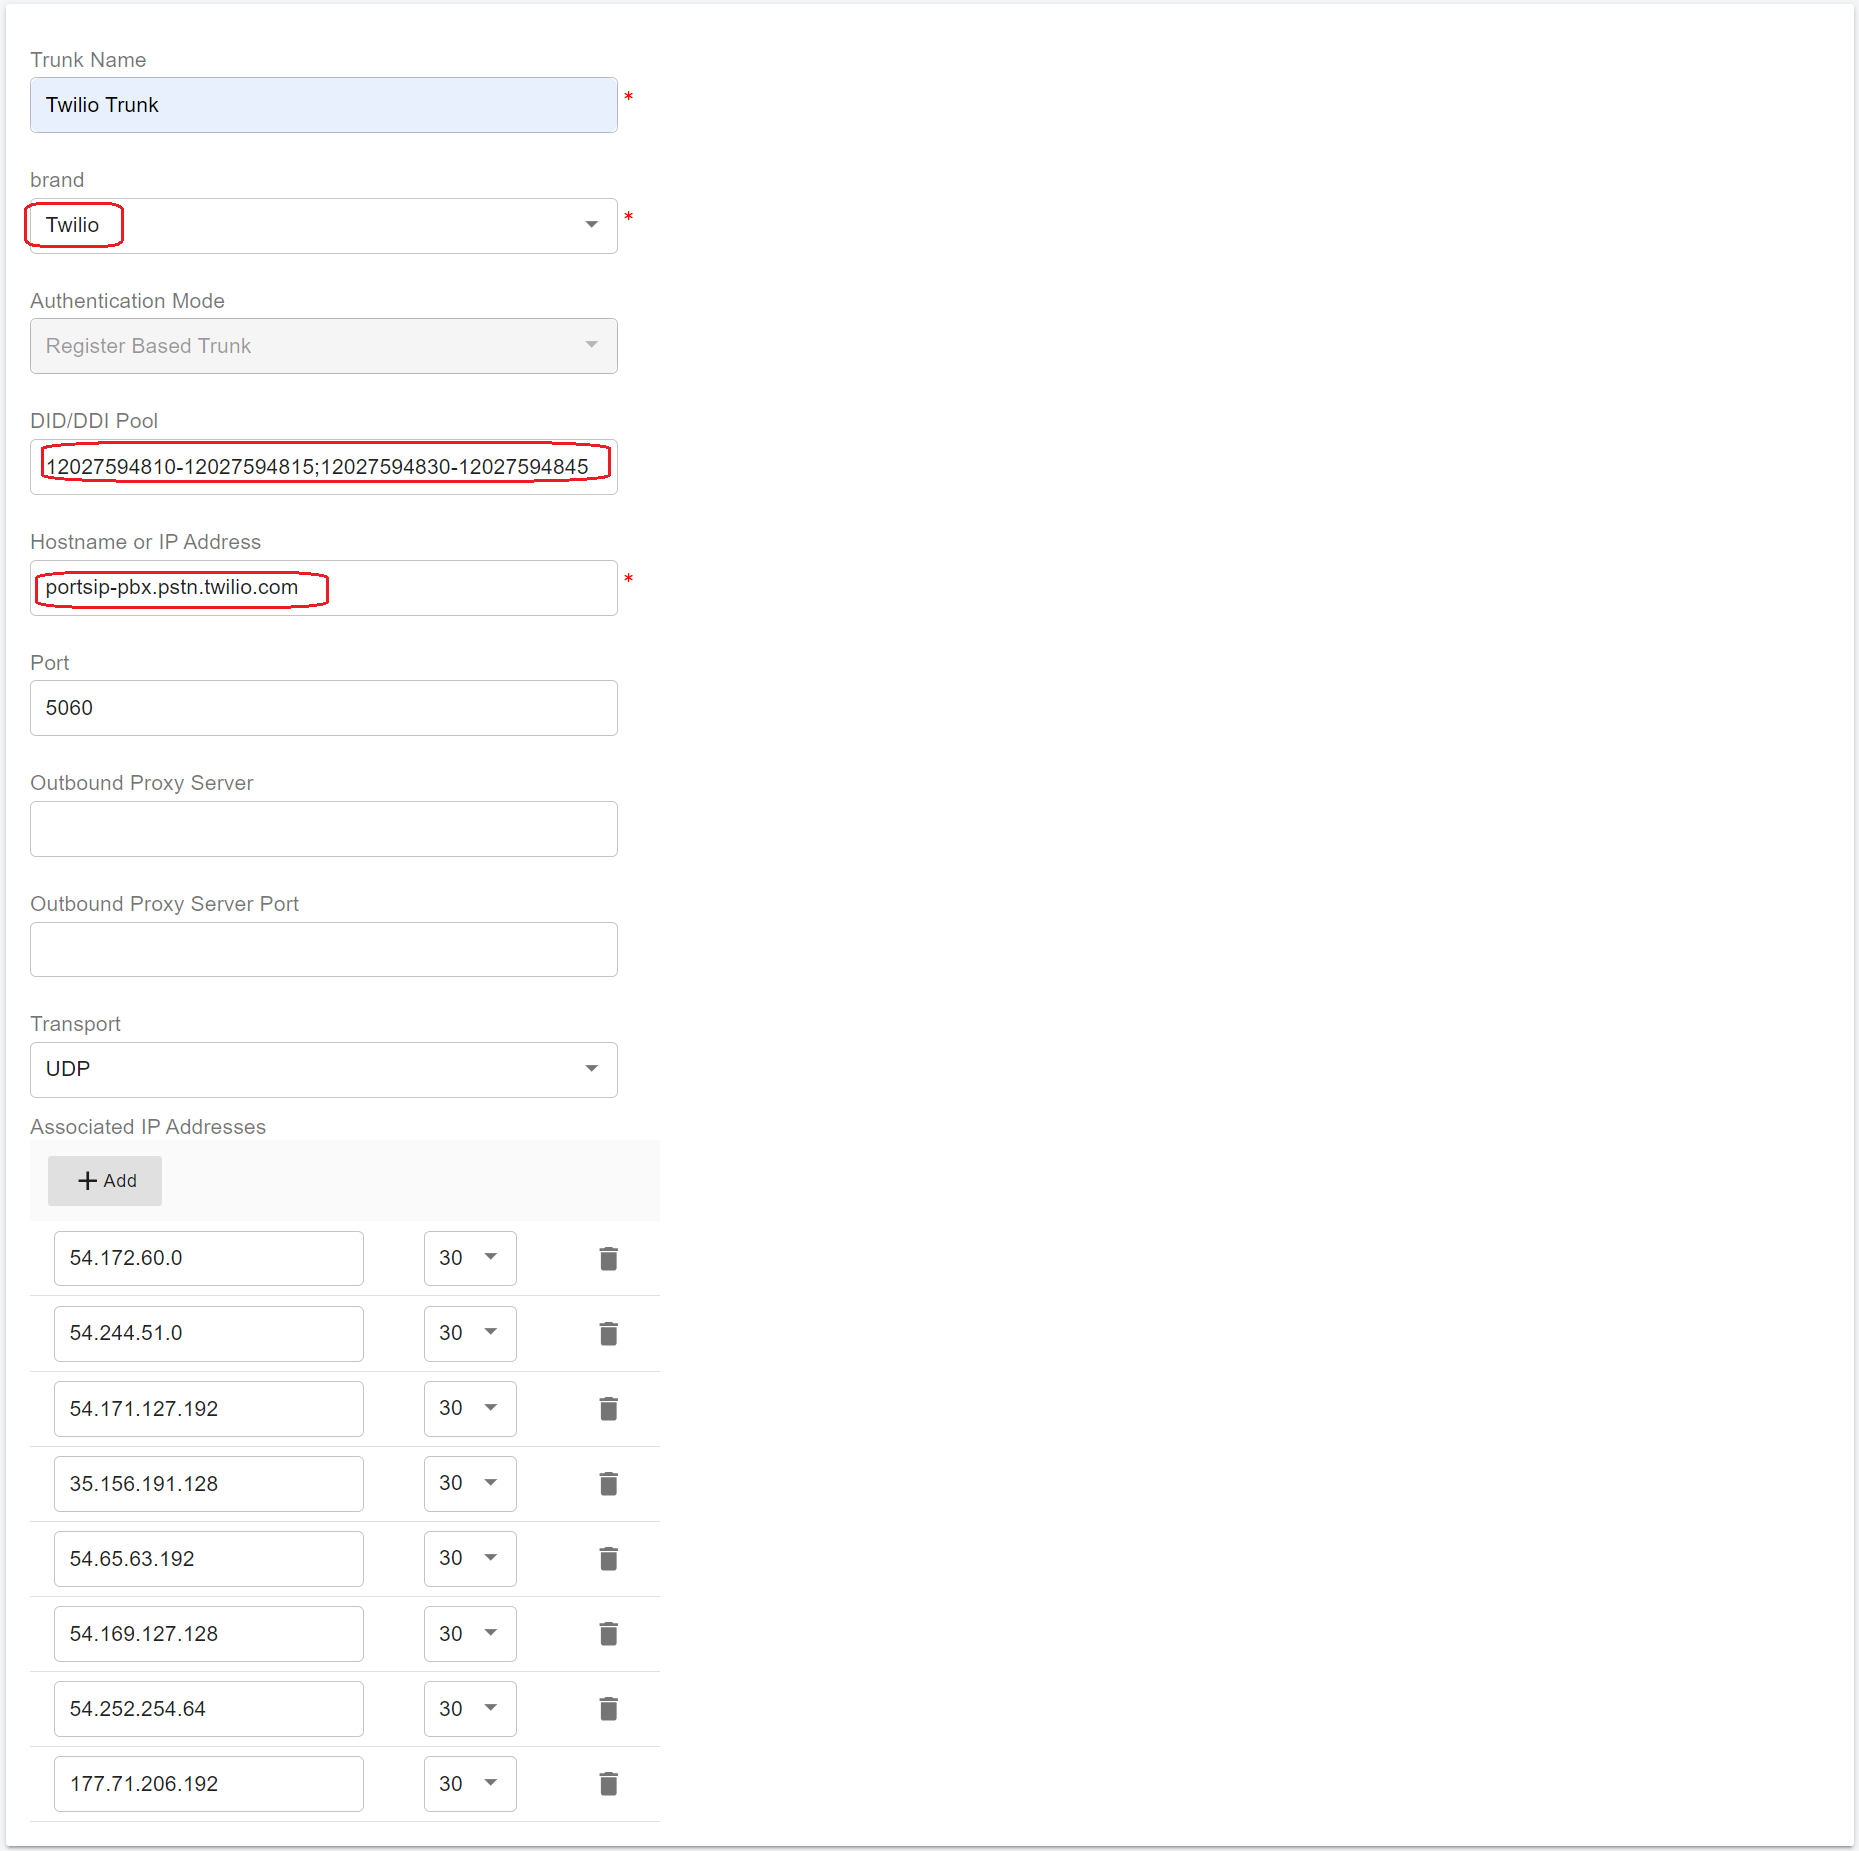 Trunk Name
Twilio Trunk *
brand
Twilio *
Authentication Mode
Register Based Trunk
DID/DDI Pool
12027594810-12027594815;12027594830-12027594845
Hostname or IP Address
portsip-pbx.pstn.twilio.com *
Port
5060
Outbound Proxy Server
Outbound Proxy Server Port
Transport
UDP
Associated IP Addresses
+ Add
54.172.60.0 30
54.244.51.0 30
54.171.127.192 30
35.156.191.128 30
54.65.63.192 30
54.169.127.128 30
54.252.254.64 30
177.71.206.192 30